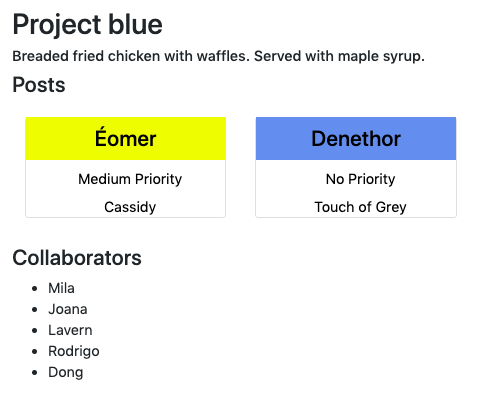 Project blue
Breaded fried chicken with waffles. Served with maple syrup.
Posts
Éomer
Medium Priority
Cassidy
Denethor
No Priority
Touch of Grey
Collaborators
Mila
Joana
Lavern
Rodrigo
Dong